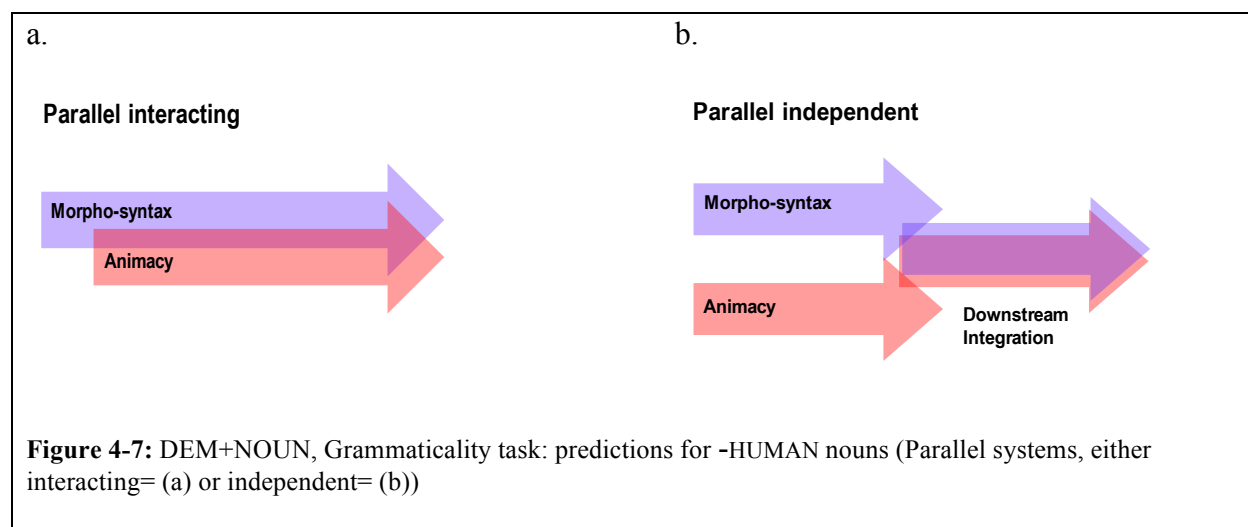 a.
b.
Parallel interacting
Parallel independent
Morpho-syntax
Animacy
Morpho-syntax
Animacy
Downstream
Integration
Figure 4-7: DEM+NOUN, Grammaticality task: predictions for -HUMAN nouns (Parallel systems, either
interacting= (a) or independent= (b))